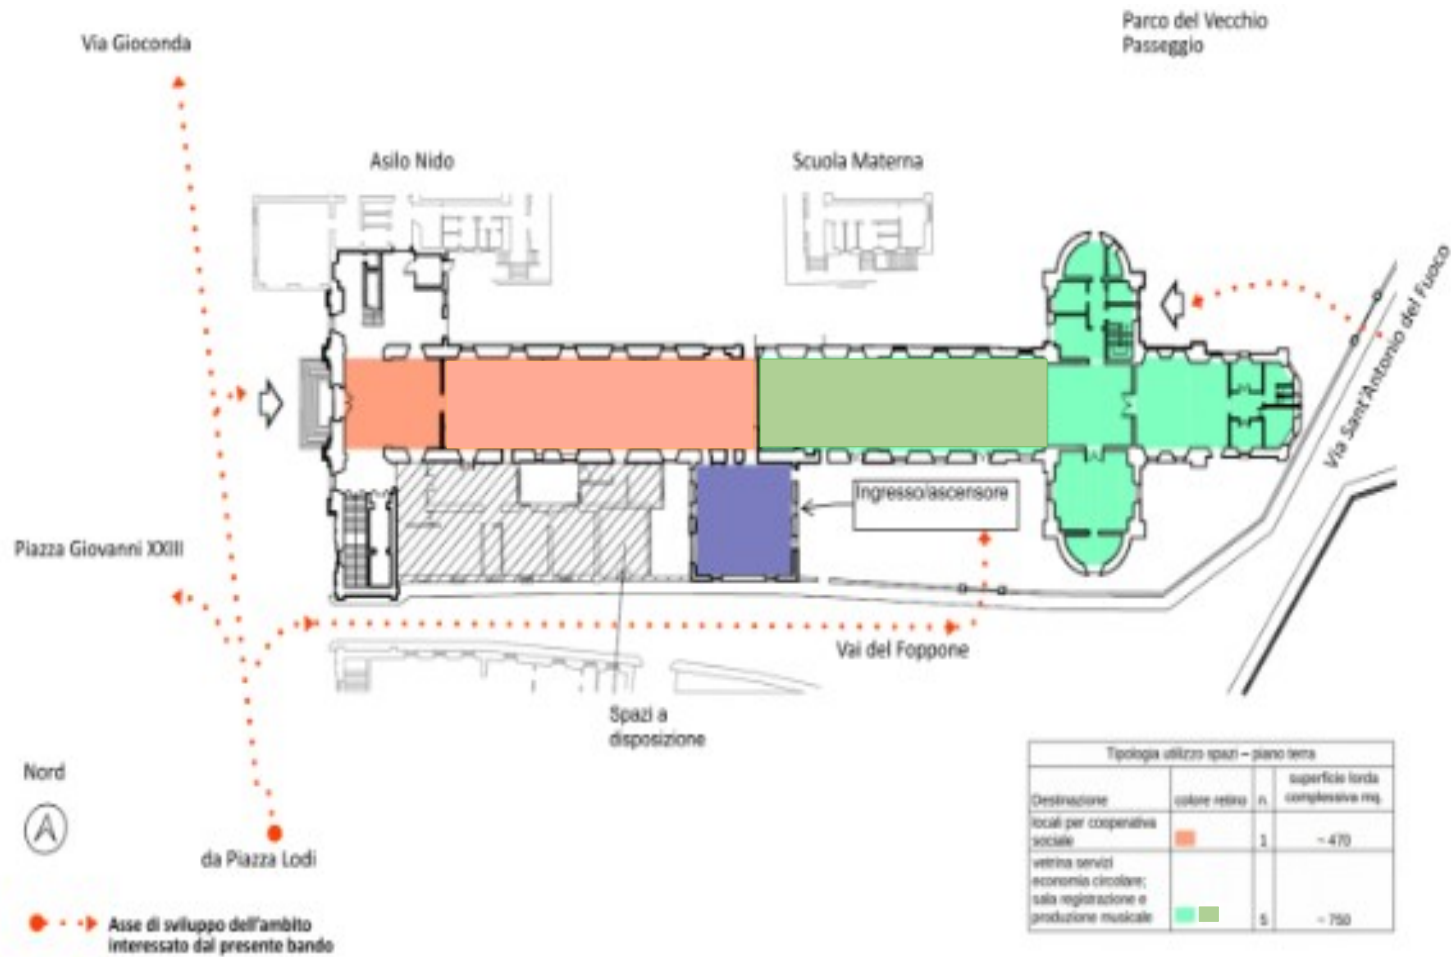 Parco del Vecchio
Passeggio
Via Gioconda
Asilo Nido
Scuola Materna
Via Sant'Antonio del Fuoco
Ingresso/ascensore
Piazza Giovanni XXIII
Vai del Foppone
Spazi a
disposizione
Nord
A
da Piazza Lodi
Asse di sviluppo dell'ambito
interessato dal presente bando
Tipologia utilizzo spazi – piano terra
Destinazione
colore retino
n.
superficie lorda
complessiva mq.
locali per cooperativa
sociale
1
~ 470
vetrina servizi
economia circolare;
sala registrazione e
produzione musicale
5
~ 750